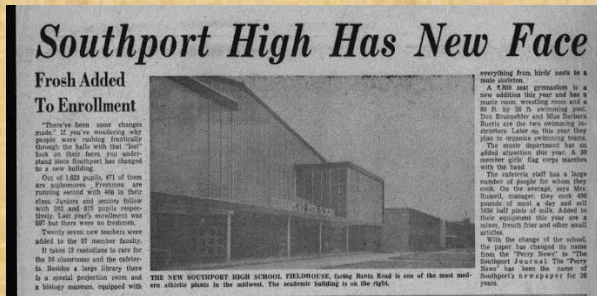 Southport High Has New Face
Frosh Added
To Enrollment
"There've been some changes
made." If you've wondering why
people were rushing frantically
through the halls with that "lost"
look on their faces you under-
stand since Southport has changed
to a new building.
Out of pupils, 471 of them
are sophomores. Freshmen are
running second with 466 in their
class. Juniors and seniors follow
with and pupils respec-
tively. Last year's enrollment was
997 but there were no freshmen.
Twenty seven new teachers were
added to the 37 member faculty.
It takes 13 custodians to care for
the 56 classrooms and the cafeter-
ia. Besides a large library there
is a special projection room and
a biology museum, equipped with
THE NEW SOUTHPORT HIGH SCHOOL FIELDHOUSE, facing Banta Road is one of the most mod-
ern athletic plants in the midwest. The academic building is on the right.
everything from birds' nests to a
mule skeleton.
A seat gymnasium is a
new addition this year and has a
music room, wrestling room and a
60 ft. by 26 ft. swimming pool.
Don and Miss Barbara
Burris are the two swimming in-
structors. Later on this year they
plan to organize swimming teams.
The music department has an
added attraction this year. A 30
member girls' flag corps marches
with the band.
The cafeteria staff has a large
number of people for whom they
cook. On the average, says Mrs.
Russell, manager, they cook 450
pounds of meat a day and sell
1650 half pints of milk. Added to
their equipment this year are a
mixer, french frier and other small
articles.
With the change of the school,
the paper has changed its name
from the "Perry News" to "The
Southport Journal. The "Perry
News" has been the name of
Southport's newspaper for 26
years.